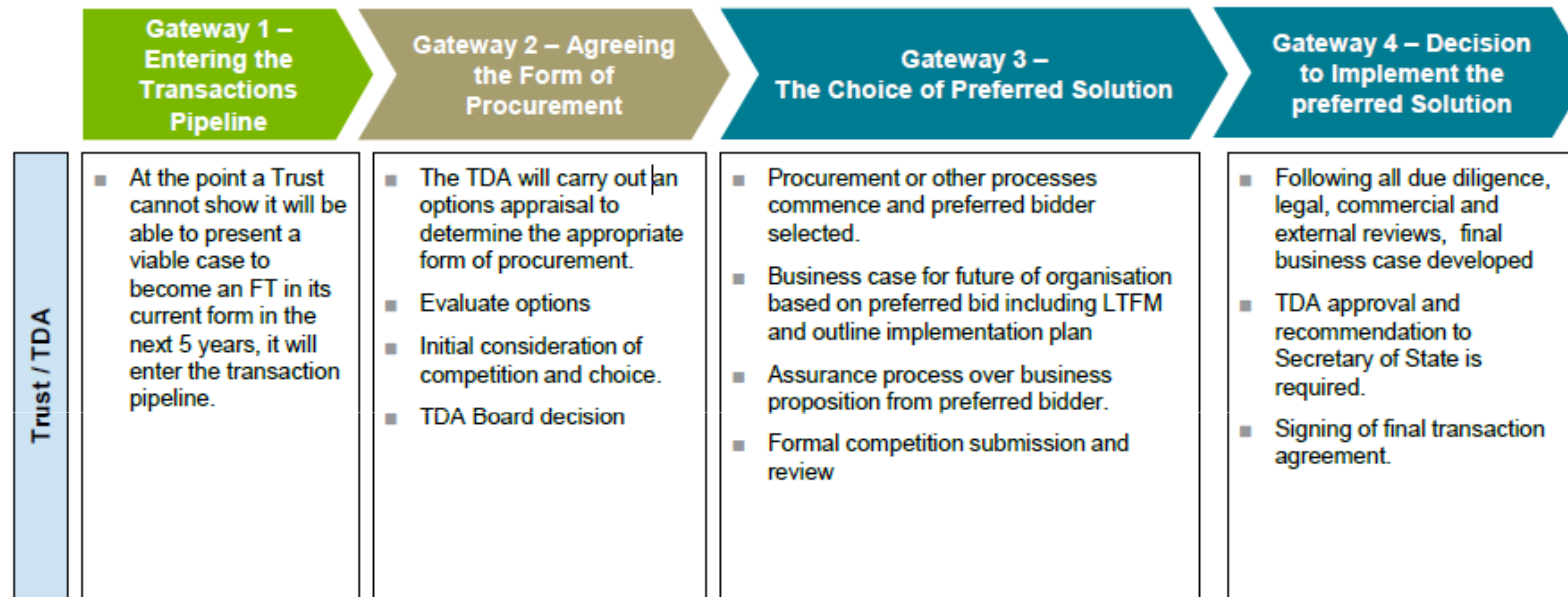 Gateway 1 –
Entering the
Transactions
Pipeline
Gateway 2 – Agreeing
the Form of
Procurement
Gateway 3 –
The Choice of Preferred Solution
Gateway 4 – Decision
to Implement the
preferred Solution
Trust / TDA
■ At the point a Trust
cannot show it will be
able to present a
viable case to
become an FT in its
current form in the
next 5 years, it will
enter the transaction
pipeline.
■ The TDA will carry out an
options appraisal to
determine the appropriate
form of procurement.
■ Evaluate options
■ Initial consideration of
competition and choice.
■ TDA Board decision
■ Procurement or other processes
commence and preferred bidder
selected.
■ Business case for future of organisation
based on preferred bid including LTFM
and outline implementation plan
■ Assurance process over business
proposition from preferred bidder.
■ Formal competition submission and
review
■ Following all due diligence,
legal, commercial and
external reviews, final
business case developed
■ TDA approval and
recommendation to
Secretary of State is
required.
■ Signing of final transaction
agreement.